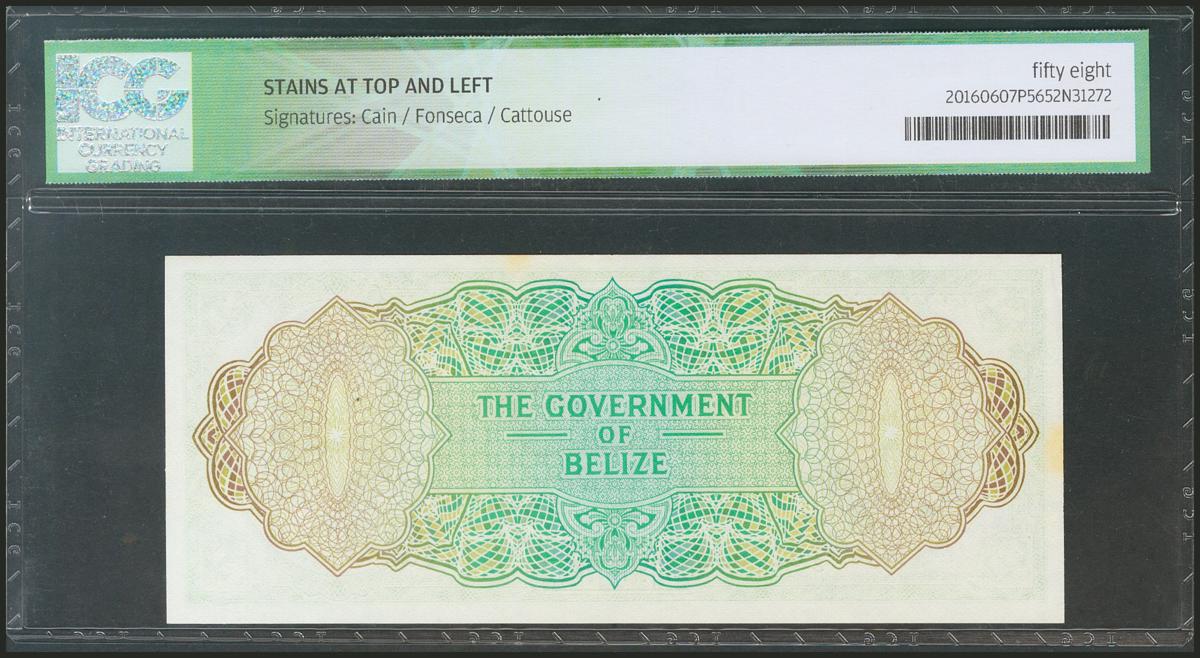 ICG
INTERNATIONAL
CURRENCY
GRADING
STAINS AT TOP AND LEFT
Signatures: Cain / Fonseca / Cattouse
fifty eight
20160607P5652N31272
THE GOVERNMENT
OF
BELIZE